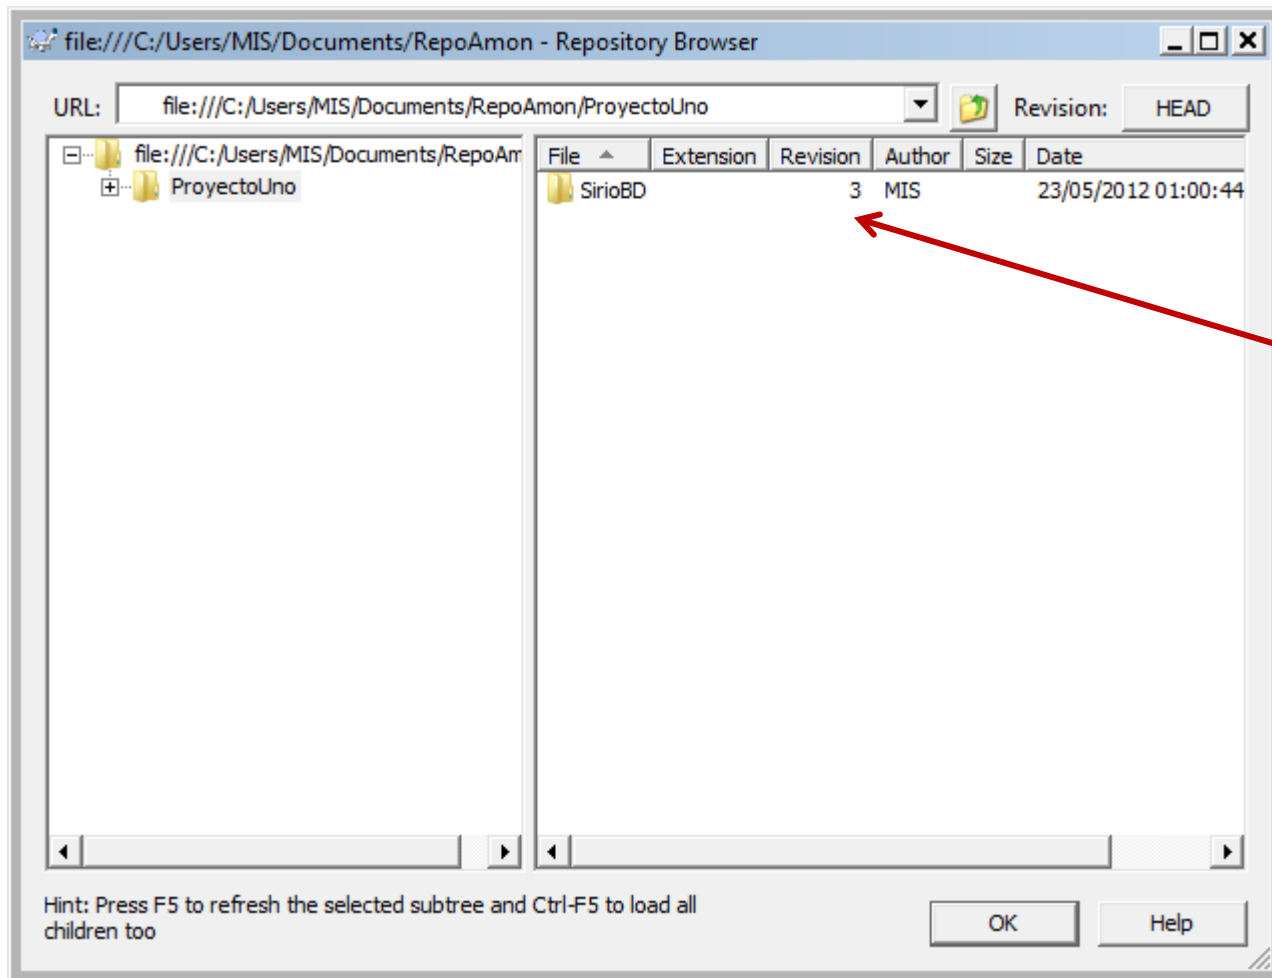 file:///C:/Users/MIS/Documents/RepoAmon - Repository Browser
URL: file:///C:/Users/MIS/Documents/RepoAmon/ProyectoUno Revision: HEAD
file:///C:/Users/MIS/Documents/RepoAm
ProyectoUno
File Extension Revision Author Size Date
SirioBD 3 MIS 23/05/2012 01:00:44
Hint: Press F5 to refresh the selected subtree and Ctrl-F5 to load all
children too
OK Help